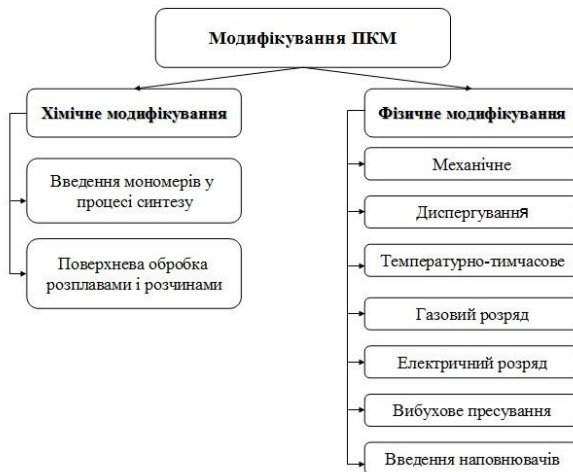 Модифікування ПКМ
Хімічне модифікування
Введення мономерів у
процесі синтезу
Поверхнева обробка
розплавами і розчинами
Фізичне модифікування
Механічне
Диспергування
Температурно-тимчасове
Газовий розряд
Електричний розряд
Вибухове пресування
Введення наповнювачів